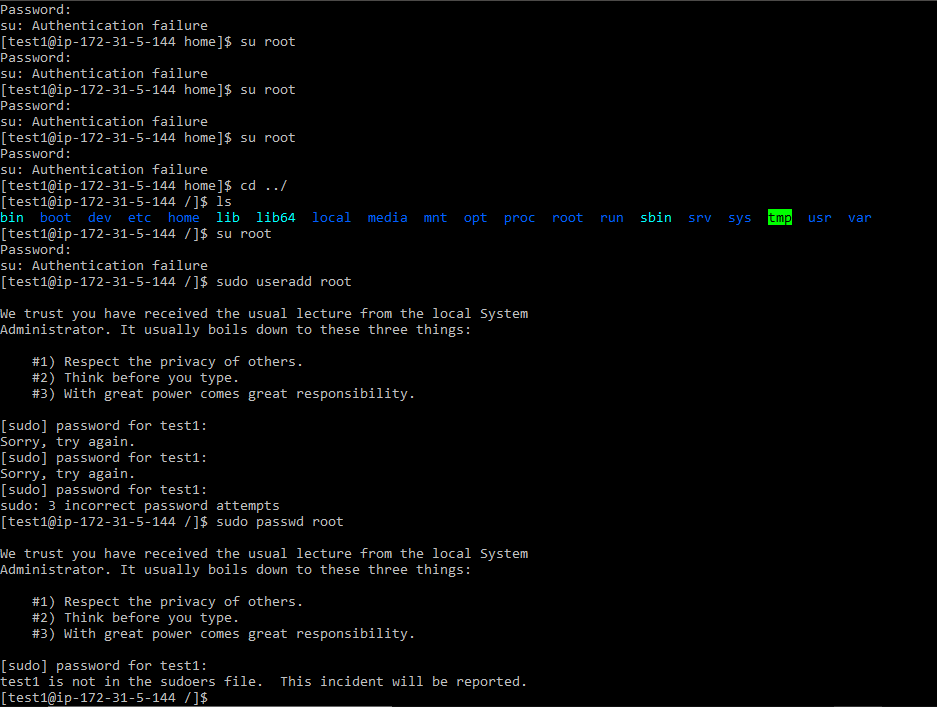 Password:
su: Authentication failure
[test1@ip-172-31-5-144 home]$ su root
Password:
su: Authentication failure
[test1@ip-172-31-5-144 home]$ su root
Password:
su: Authentication failure
[test1@ip-172-31-5-144 home]$ su root
Password:
su: Authentication failure
[test1@ip-172-31-5-144 home]$ cd ../
[test1@ip-172-31-5-144 /]$ ls
bin  boot  dev  etc  home  lib  lib64  local  media  mnt  opt  proc  root  run  sbin  srv  sys  tmp  usr  var
[test1@ip-172-31-5-144 /]$ su root
Password:
su: Authentication failure
[test1@ip-172-31-5-144 /]$ sudo useradd root

We trust you have received the usual lecture from the local System
Administrator. It usually boils down to these three things:

    #1) Respect the privacy of others.
    #2) Think before you type.
    #3) With great power comes great responsibility.

[sudo] password for test1:
Sorry, try again.
[sudo] password for test1:
Sorry, try again.
[sudo] password for test1:
sudo: 3 incorrect password attempts
[test1@ip-172-31-5-144 /]$ sudo passwd root

We trust you have received the usual lecture from the local System
Administrator. It usually boils down to these three things:

    #1) Respect the privacy of others.
    #2) Think before you type.
    #3) With great power comes great responsibility.

[sudo] password for test1:
test1 is not in the sudoers file.  This incident will be reported.
[test1@ip-172-31-5-144 /]$